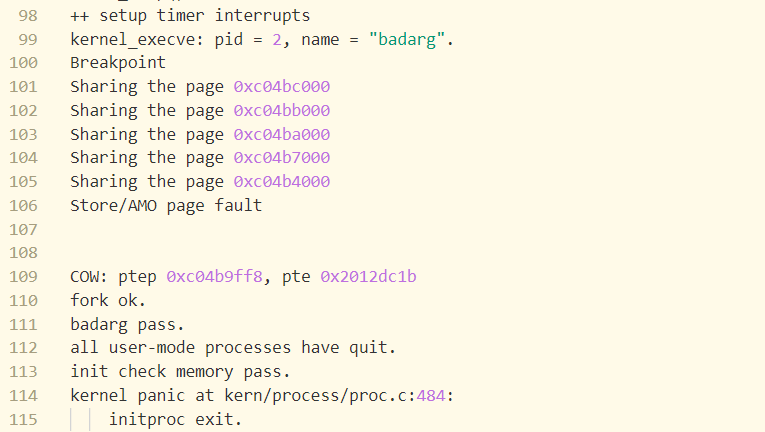 98 ++ setup timer interrupts
99 kernel_execve: pid = 2, name = "badarg".
100 Breakpoint
101 Sharing the page 0xc04bc000
102 Sharing the page 0xc04bb000
103 Sharing the page 0xc04ba000
104 Sharing the page 0xc04b7000
105 Sharing the page 0xc04b4000
106 Store/AMO page fault
107
108
109 COW: ptep 0xc04b9ff8, pte 0x2012dc1b
110 fork ok.
111 badarg pass.
112 all user-mode processes have quit.
113 init check memory pass.
114 kernel panic at kern/process/proc.c:484:
115 initproc exit.